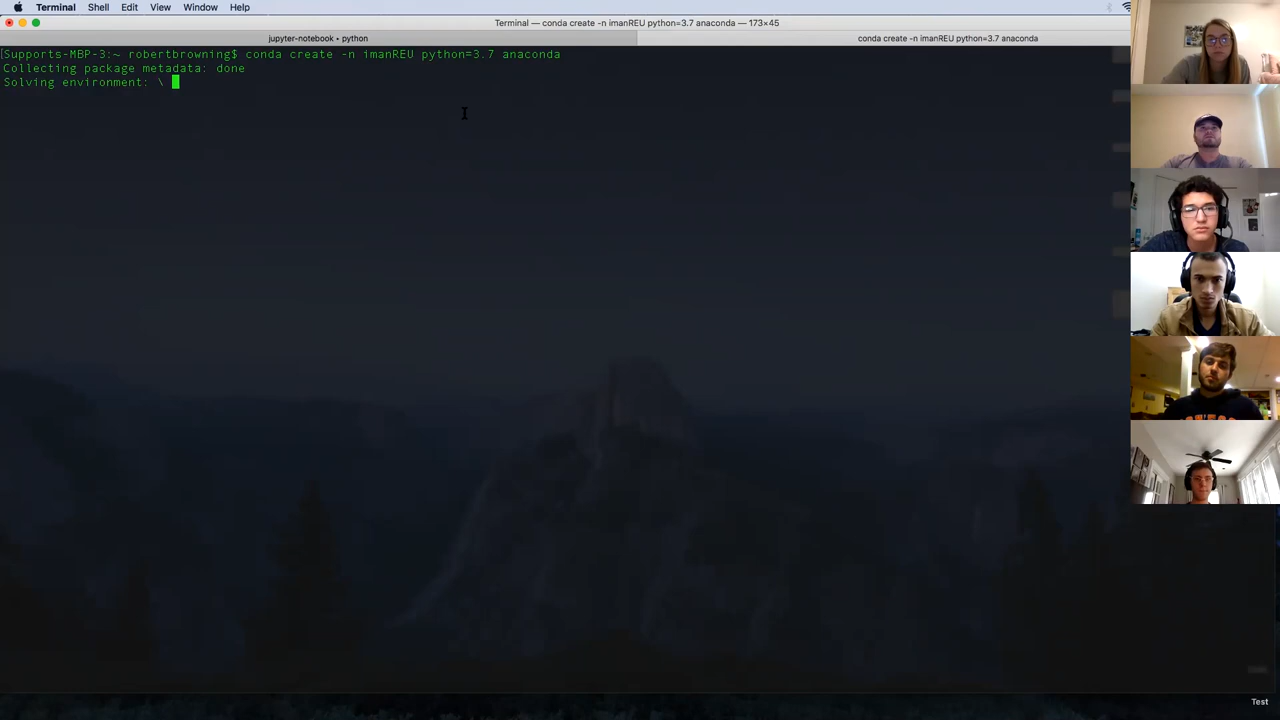 Terminal Shell Edit View Window Help
Terminal — conda create -n imanREU python=3.7 anaconda — 173×45
jupyter-notebook • python
conda create -n imanREU python=3.7 anaconda
[Supports-MBP-3:~ robertbrowning$ conda create -n imanREU python=3.7 anaconda
Collecting package metadata: done
Solving environment: \
Test